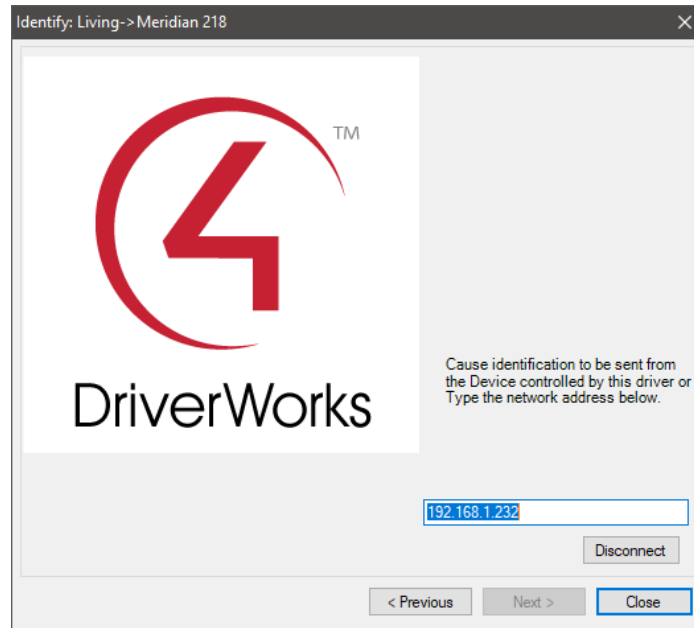 Identify: Living->Meridian 218
TM
4
DriverWorks
Cause identification to be sent from
the Device controlled by this driver or
Type the network address below.
192.168.1.232
Disconnect
< Previous
Next >
Close